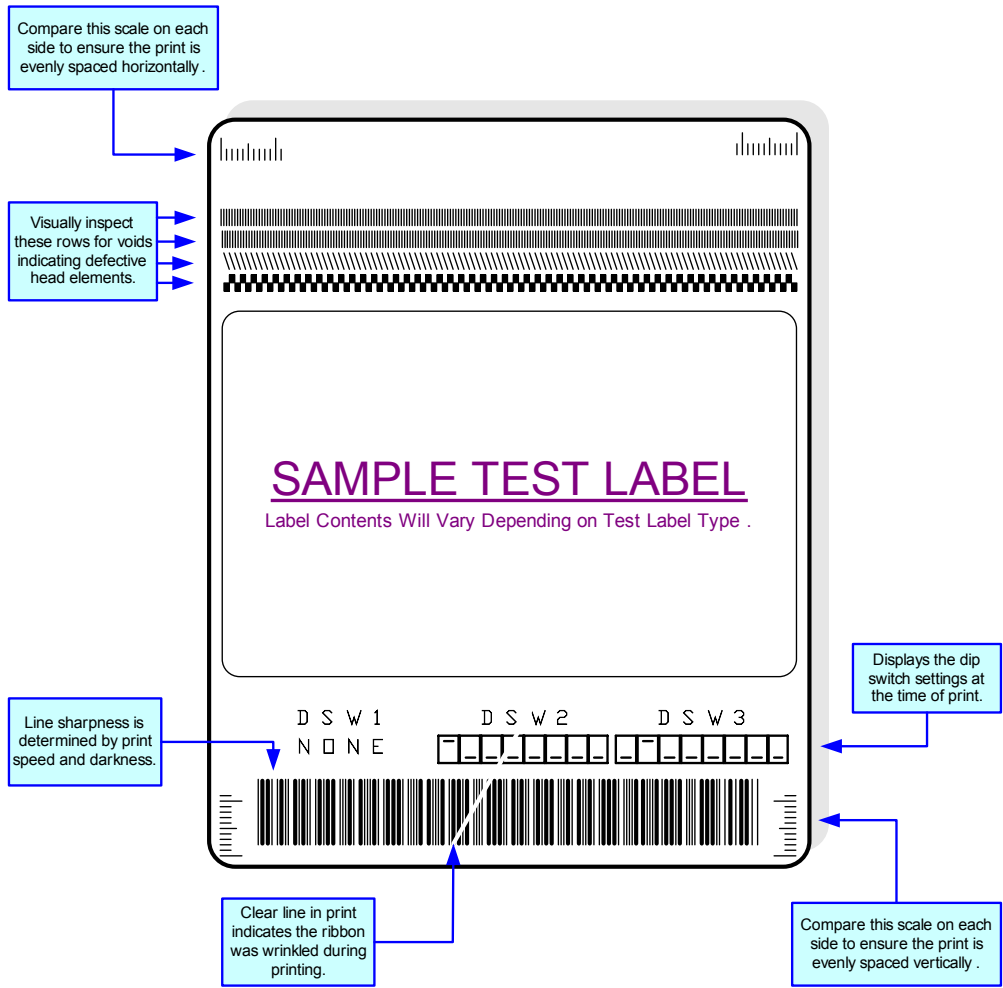 Compare this scale on each
side to ensure the print is
evenly spaced horizontally .
Visually inspect
these rows for voids
indicating defective
head elements.
SAMPLE TEST LABEL
Label Contents Will Vary Depending on Test Label Type .
Displays the dip
switch settings at
the time of print.
Line sharpness is
determined by print
speed and darkness.
DSW1
NONE
DSW2
DSW3
Clear line in print
indicates the ribbon
was wrinkled during
printing.
Compare this scale on each
side to ensure the print is
evenly spaced vertically .